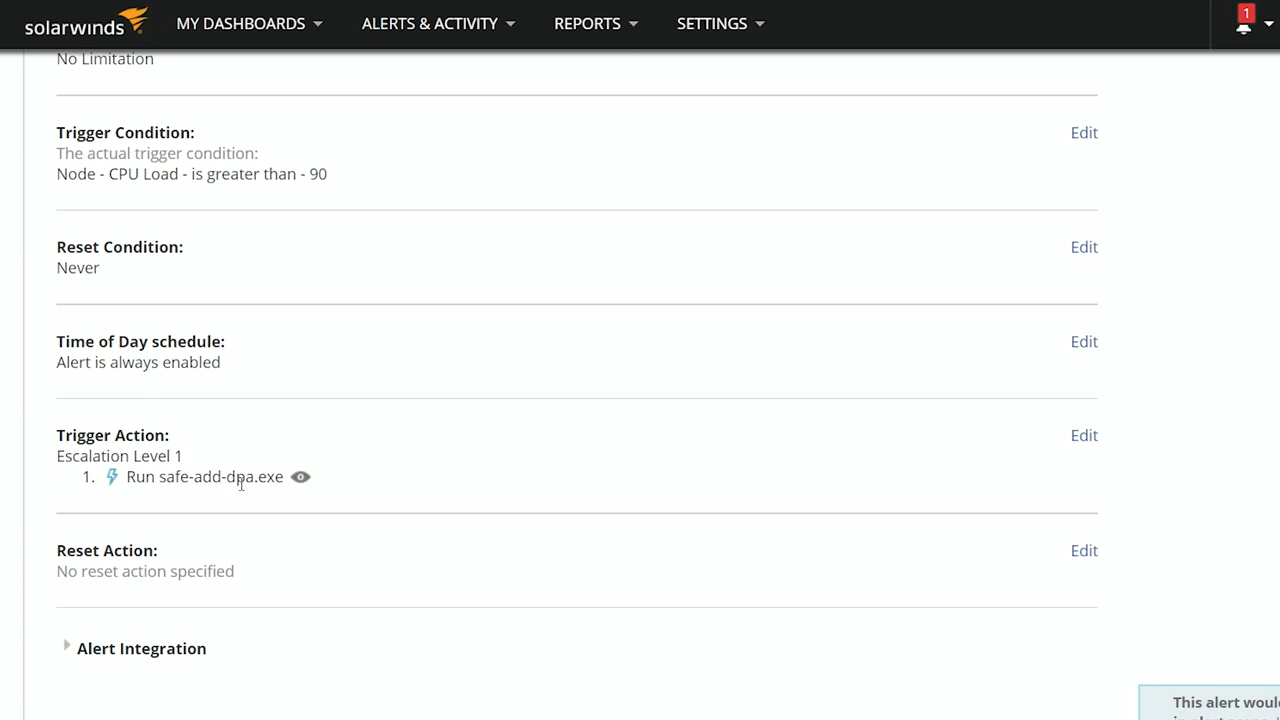 solarwinds
MY DASHBOARDS
ALERTS & ACTIVITY
REPORTS
SETTINGS
1
No Limitation
Trigger Condition:
Edit
The actual trigger condition:
Node - CPU Load - is greater than - 90
Reset Condition:
Edit
Never
Time of Day schedule:
Edit
Alert is always enabled
Trigger Action:
Edit
Escalation Level 1
1. Run safe-add-dpa.exe
Reset Action:
Edit
No reset action specified
Alert Integration
This alert would